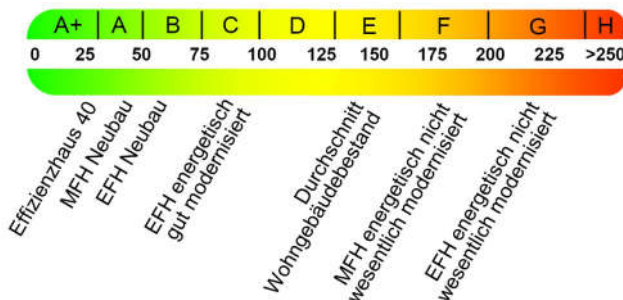 A+ A B C D E F G H
0 25 50 75 100 125 150 175 200 225 >250
Effizienzhaus 40
MFH Neubau
EFH Neubau
EFH energetisch
gut modernisiert
Durchschnitt
Wohngebäudebestand
MFH energetisch nicht
wesentlich modernisiert
EFH energetisch nicht
wesentlich modernisiert